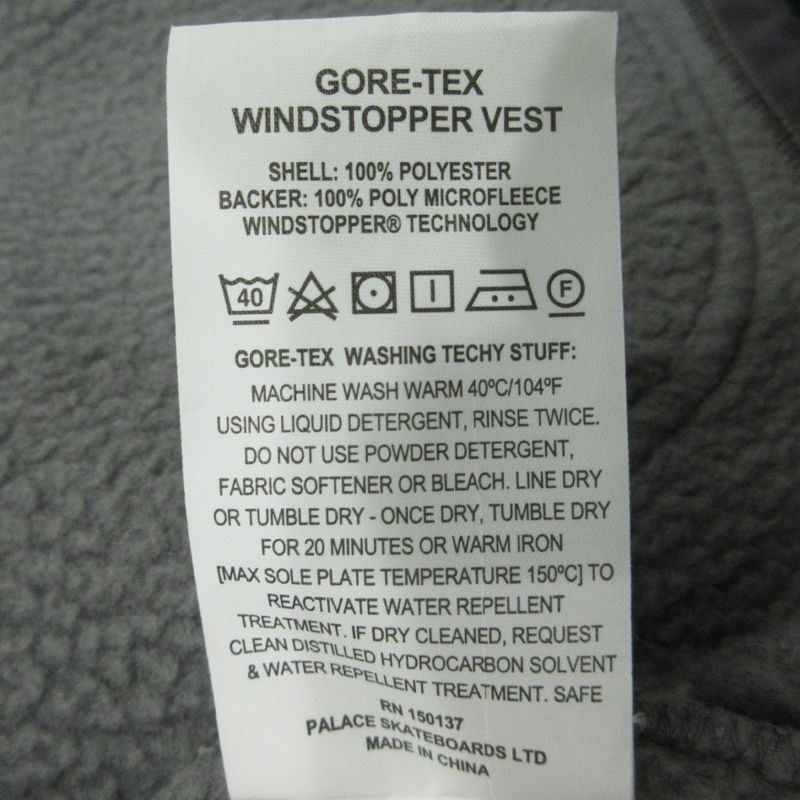 GORE-TEX
WINDSTOPPER VEST
SHELL: 100% POLYESTER
BACKER: 100% POLY MICROFLEECE
WINDSTOPPER® TECHNOLOGY
40 F
GORE-TEX WASHING TECHY STUFF:
MACHINE WASH WARM 40ºC/104ºF
USING LIQUID DETERGENT, RINSE TWICE.
DO NOT USE POWDER DETERGENT,
FABRIC SOFTENER OR BLEACH. LINE DRY
OR TUMBLE DRY - ONCE DRY, TUMBLE DRY
FOR 20 MINUTES OR WARM IRON
[MAX SOLE PLATE TEMPERATURE 150ºC] TO
REACTIVATE WATER REPELLENT
TREATMENT. IF DRY CLEANED, REQUEST
CLEAN DISTILLED HYDROCARBON SOLVENT
& WATER REPELLENT TREATMENT. SAFE
RN 150137
PALACE SKATEBOARDS LTD
MADE IN CHINA